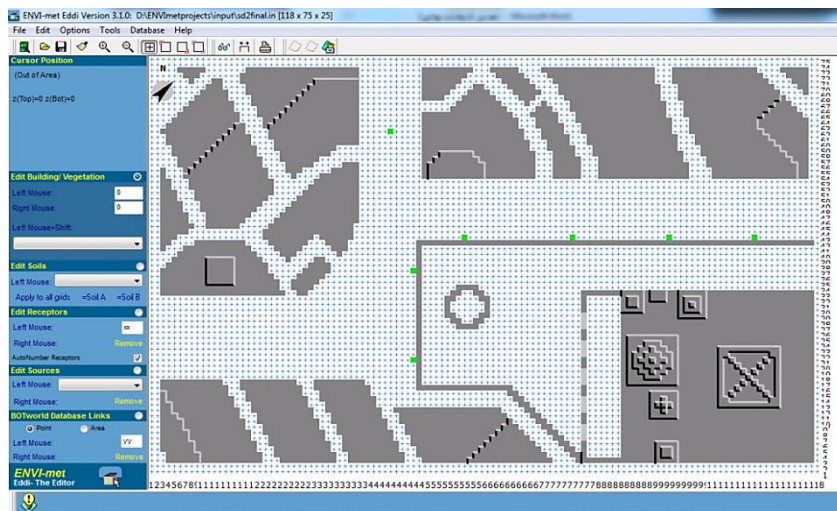 ENVI-met Eddi Version 3.1.0: D:\ENVImetprojects\input\sd2final.in [118 x 75 x 25]
File Edit Options Tools Database Help
Cursor Position
(Out of Area)
z(Top)=0 z(Bot)=0
Edit Building/ Vegetation
Left Mouse: 0
Right Mouse: 0
Left Mouse+Shift:
Edit Soils
Left Mouse:
Apply to all grids =Soil A =Soil B
Edit Receptors
Left Mouse: xx
Right Mouse: Remove
AutoNumber Receptors
Edit Sources
Left Mouse:
Right Mouse: Remove
BOTworld Database Links
Point Area
Left Mouse: YY
Right Mouse: Remove
ENVI-met
Eddi- The Editor
N